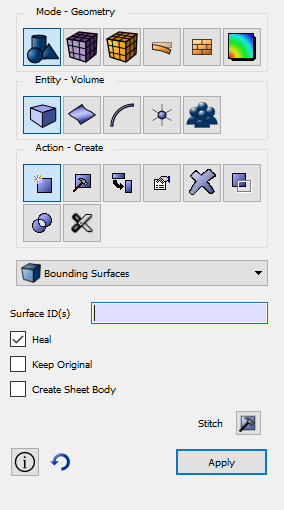 Mode - Geometry
Entity - Volume
Action - Create
Bounding Surfaces
Surface ID(s)
Heal
Keep Original
Create Sheet Body
Stitch
Apply